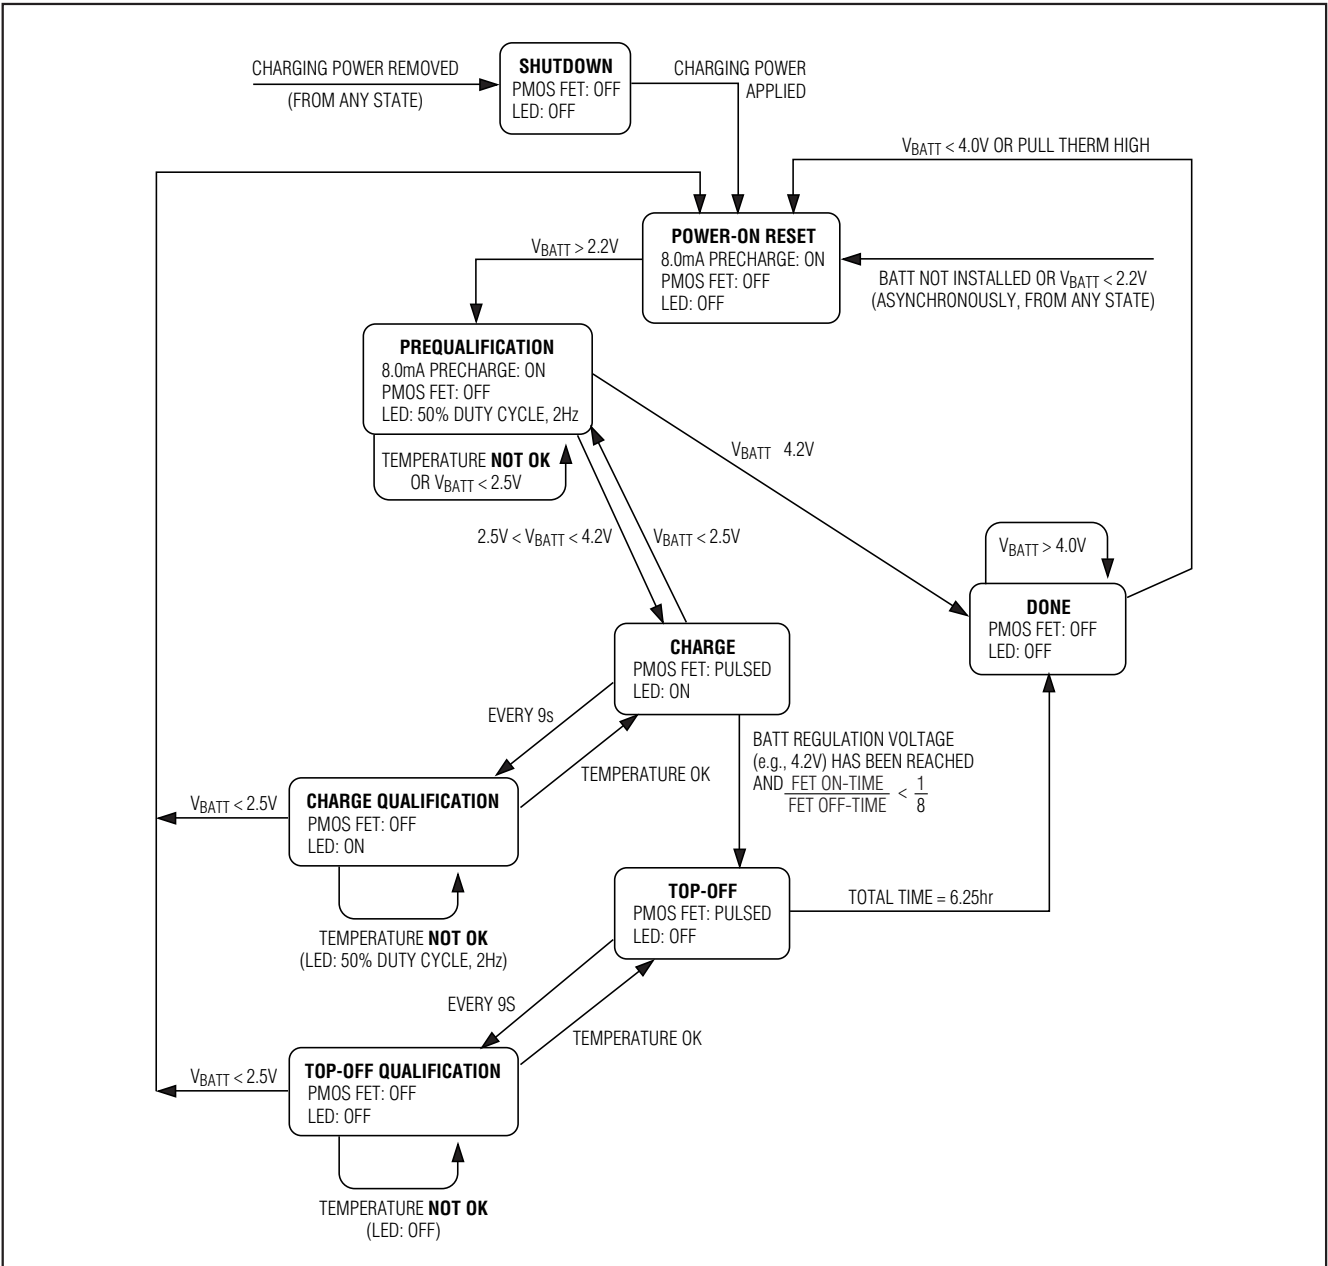 CHARGING POWER REMOVED
(FROM ANY STATE)
SHUTDOWN
PMOS FET: OFF
LED: OFF
CHARGING POWER
APPLIED
VBATT < 4.0V OR PULL THERM HIGH
POWER-ON RESET
8.0mA PRECHARGE: ON
PMOS FET: OFF
LED: OFF
VBATT > 2.2V
BATT NOT INSTALLED OR VBATT < 2.2V
(ASYNCHRONOUSLY, FROM ANY STATE)
PREQUALIFICATION
8.0mA PRECHARGE: ON
PMOS FET: OFF
LED: 50% DUTY CYCLE, 2Hz
TEMPERATURE NOT OK
OR VBATT < 2.5V
VBATT 4.2V
2.5V < VBATT < 4.2V
VBATT < 2.5V
VBATT > 4.0V
DONE
PMOS FET: OFF
LED: OFF
CHARGE
PMOS FET: PULSED
LED: ON
EVERY 9s
TEMPERATURE OK
BATT REGULATION VOLTAGE
(e.g., 4.2V) HAS BEEN REACHED
AND FET ON-TIME / FET OFF-TIME < 1/8
VBATT < 2.5V
CHARGE QUALIFICATION
PMOS FET: OFF
LED: ON
TEMPERATURE NOT OK
(LED: 50% DUTY CYCLE, 2Hz)
TOP-OFF
PMOS FET: PULSED
LED: OFF
TOTAL TIME = 6.25hr
EVERY 9S
TEMPERATURE OK
VBATT < 2.5V
TOP-OFF QUALIFICATION
PMOS FET: OFF
LED: OFF
TEMPERATURE NOT OK
(LED: OFF)